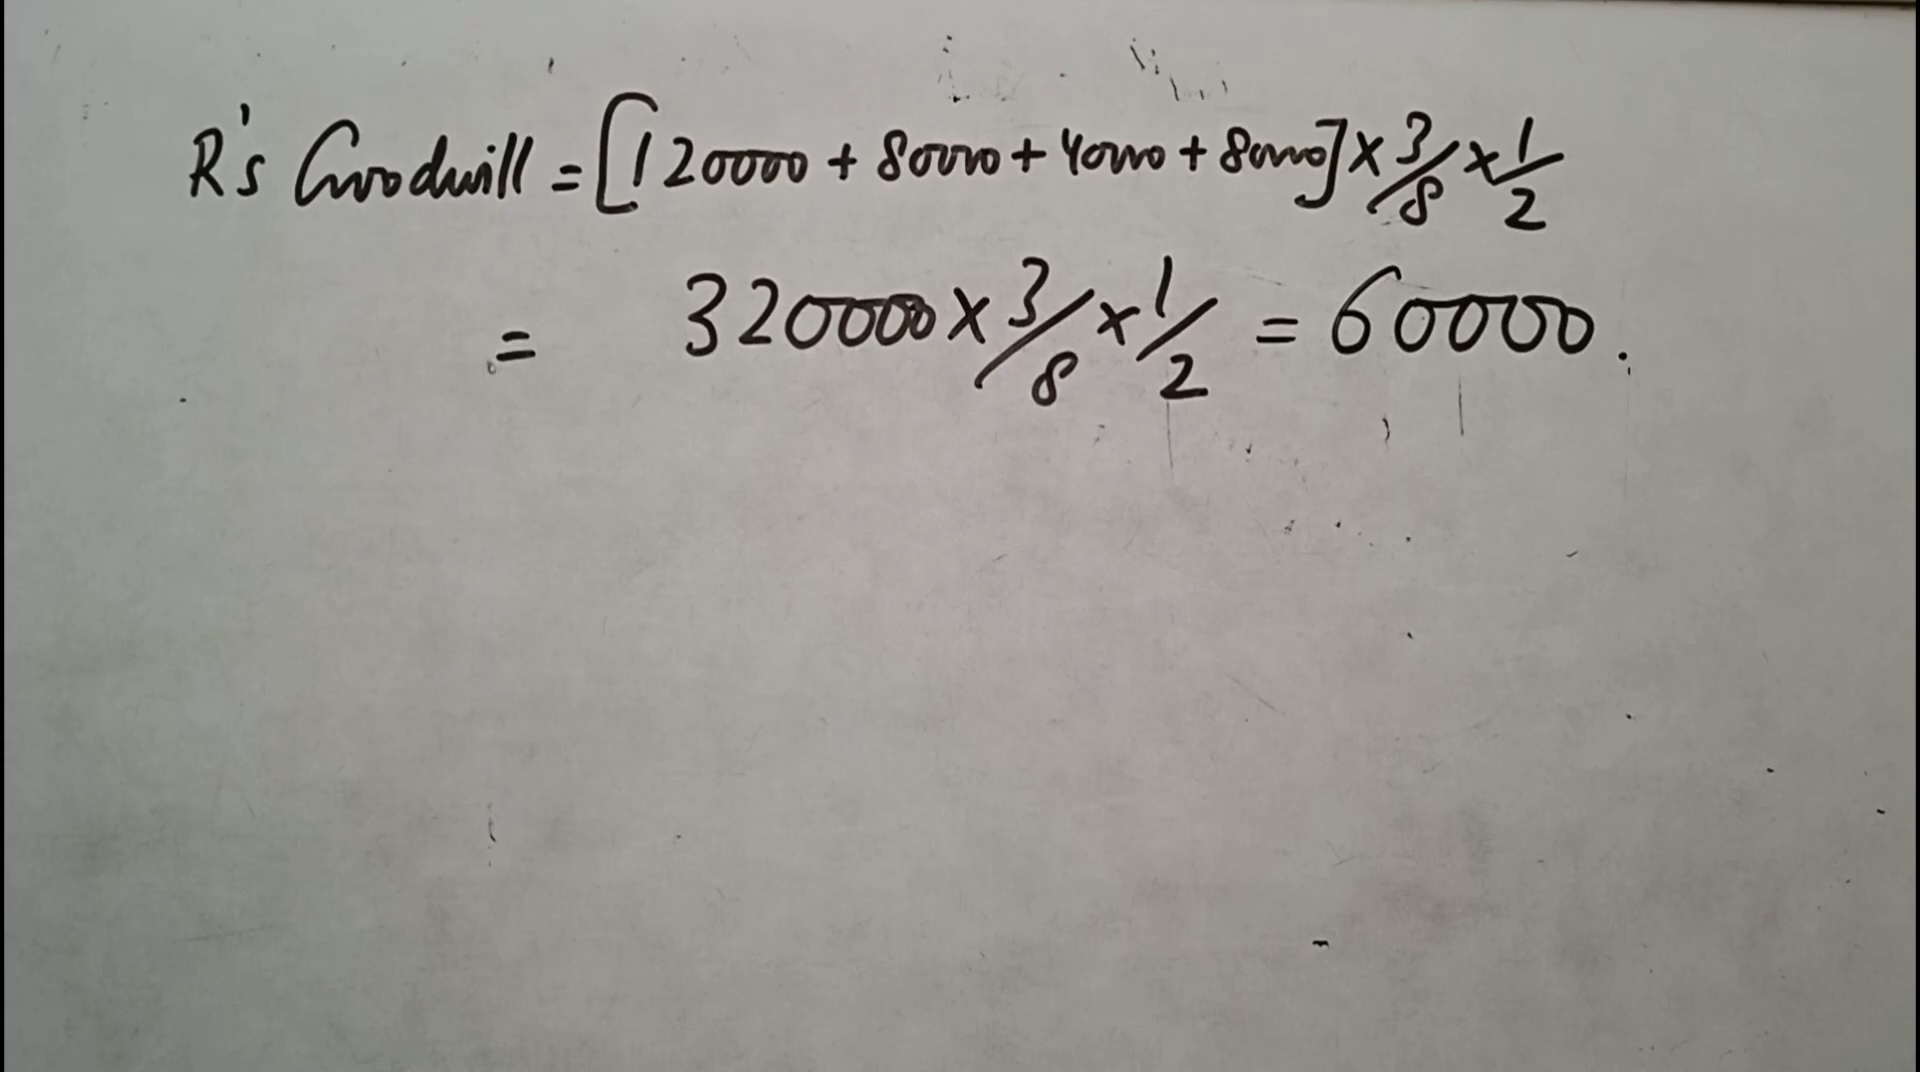 R's Goodwill = [120000 + 80000 + 40000 + 80000] × 3/8 × 1/2
= 320000 × 3/8 × 1/2 = 60000.